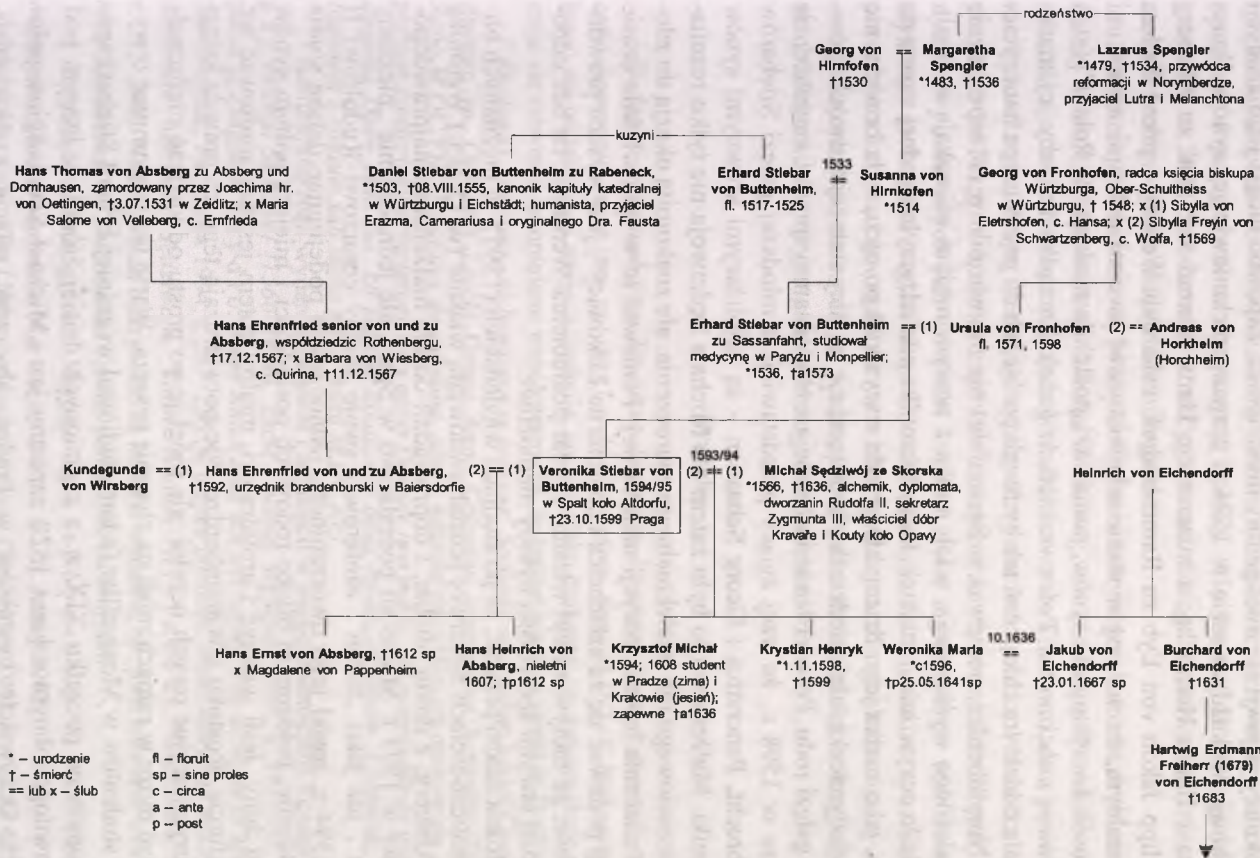 rodzeństwo
Georg von
Hirnfofen
†1530
==
Margaretha
Spengler
*1483, †1536
Lazarus Spengler
*1479, †1534, przywódca
reformacji w Norymberdze,
przyjaciel Lutra i Melanchtona
kuzyni
Hans Thomas von Absberg zu Absberg und
Dornhausen, zamordowany przez Joachima hr.
von Oettingen, †3.07.1531 w Zeidlitz; x Maria
Salome von Velleberg, c. Ernfrieda
Daniel Stiebar von Buttenheim zu Rabeneck,
*1503, †08.VIII.1555, kanonik kapituły katedralnej
w Würtzburgu i Eichstädt; humanista, przyjaciel
Erazma, Camerariusa i oryginalnego Dra. Fausta
Erhard Stiebar
von Buttenheim,
fl. 1517-1525
1533
==
Susanna von
Hirnkofen
*1514
Georg von Fronhofen, radca księcia biskupa
Würtzburga, Ober-Schultheiss
w Würtzburgu, † 1548; x (1) Sibylla von
Eletrshofen, c. Hansa; x (2) Sibylla Freyin von
Schwartzenberg, c. Wolfa, †1569
Hans Ehrenfried senior von und zu
Absberg, współdziedzic Rothenbergu,
†17.12.1567; x Barbara von Wiesberg,
c. Quirina, †11.12.1567
Erhard Stiebar von Buttenheim
zu Sassanfahrt, studiował
medycynę w Paryżu i Monpellier;
*1536, †a1573
== (1)
Ursula von Fronhofen
fl. 1571, 1598
(2) ==
Andreas von
Horkheim
(Horchheim)
Kundegunde
von Wirsberg
== (1)
Hans Ehrenfried von und zu Absberg,
†1592, urzędnik brandenburski w Baiersdorfie
(2) == (1)
Veronika Stiebar von
Buttenheim, 1594/95
w Spalt koło Altdorfu,
†23.10.1599 Praga
1593/94
(2) == (1)
Michał Sędziwój ze Skorska
*1566, †1636, alchemik, dyplomata,
dworzanin Rudolfa II, sekretarz
Zygmunta III, właściciel dóbr
Kravaře i Kouty koło Opavy
Heinrich von Eichendorff
Hans Ernst von Absberg, †1612 sp
x Magdalene von Pappenheim
Hans Heinrich von
Absberg, nieletni
1607; †p1612 sp
Krzysztof Michał
*1594; 1608 student
w Pradze (zima) i
Krakowie (jesień);
zapewne †a1636
Krystian Henryk
*1.11.1598,
†1599
Weronika Maria
*c1596,
†p25.05.1641sp
10.1636
==
Jakub von
Eichendorff
†23.01.1667 sp
Burchard von
Eichendorff
†1631
Hartwig Erdmann
Freiherr (1679)
von Eichendorff
†1683
* – urodzenie
† – śmierć
== lub x – ślub
fl – floruit
sp – sine proles
c – circa
a – ante
p – post